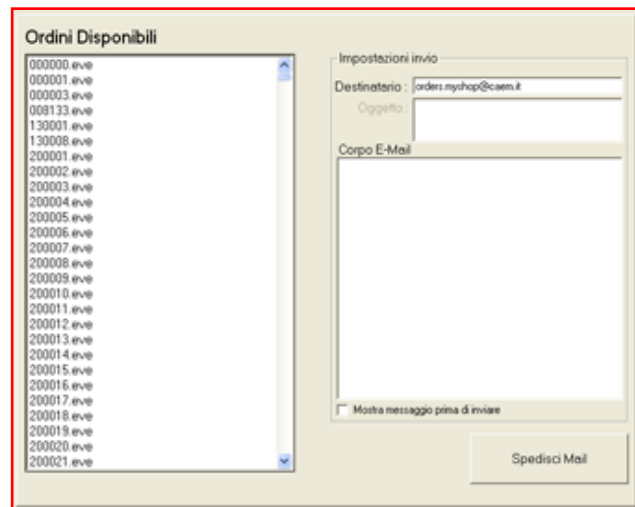 Ordini Disponibili
000000.eve
000001.eve
000003.eve
008133.eve
130001.eve
130008.eve
200001.eve
200002.eve
200003.eve
200004.eve
200005.eve
200006.eve
200007.eve
200008.eve
200009.eve
200010.eve
200011.eve
200012.eve
200013.eve
200014.eve
200015.eve
200016.eve
200017.eve
200018.eve
200019.eve
200020.eve
200021.eve
Impostazioni invio
Destinatario : orders.myshop@caem.it
Oggetto :
Corpo E-Mail
Mostra messaggio prima di inviare
Spedisci Mail